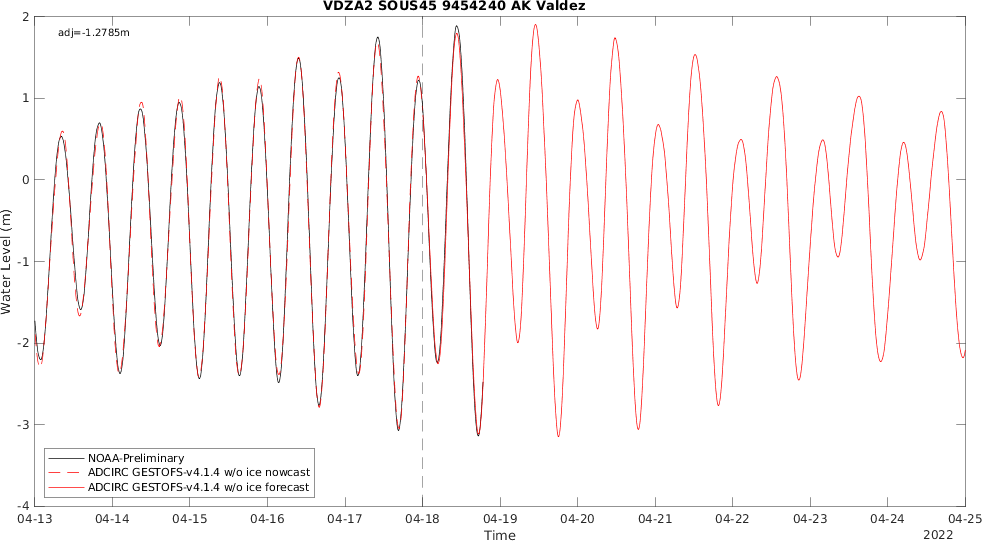 VDZA2 SOUS45 9454240 AK Valdez
adj=-1.2785m
2
1
0
-1
-2
-3
-4
Water Level (m)
NOAA-Preliminary
ADCIRC GESTOFS-v4.1.4 w/o ice nowcast
ADCIRC GESTOFS-v4.1.4 w/o ice forecast
04-13 04-14 04-15 04-16 04-17 04-18 04-19 04-20 04-21 04-22 04-23 04-24 04-25
Time
2022